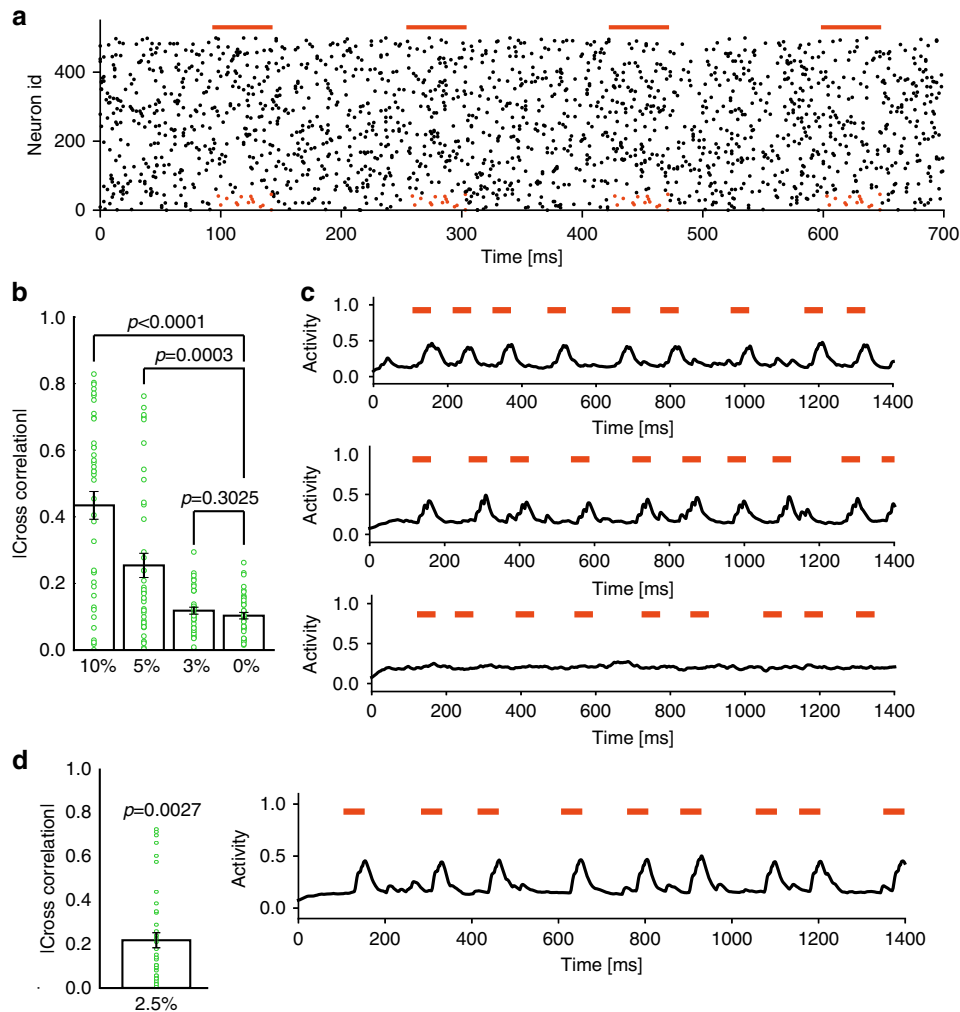 a
Neuron id
400
200
0
0 100 200 300 400 500 600 700
Time [ms]
b
|Cross correlation|
1.0
0.8
0.6
0.4
0.2
0.0
p<0.0001
p=0.0003
p=0.3025
10% 5% 3% 0%
c
Activity
1.0
0.5
0.0
0 200 400 600 800 1000 1200 1400
Time [ms]
Activity
1.0
0.5
0.0
0 200 400 600 800 1000 1200 1400
Time [ms]
Activity
1.0
0.5
0.0
0 200 400 600 800 1000 1200 1400
Time [ms]
d
|Cross correlation|
1.0
0.8
0.6
0.4
0.2
0.0
p=0.0027
2.5%
Activity
1.0
0.5
0.0
0 200 400 600 800 1000 1200 1400
Time [ms]